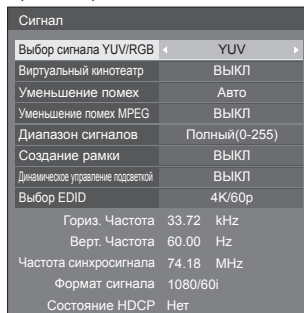 Сигнал
Выбор сигнала YUV/RGB YUV
Виртуальный кинотеатр ВЫКЛ
Уменьшение помех Авто
Уменьшение помех MPEG ВЫКЛ
Диапазон сигналов Полный(0-255)
Создание рамки ВЫКЛ
Динамическое управление подсветкой ВЫКЛ
Выбор EDID 4K/60p
Гориз. Частота 33.72 kHz
Верт. Частота 60.00 Hz
Частота синхросигнала 74.18 MHz
Формат сигнала 1080/60i
Состояние HDCP Нет